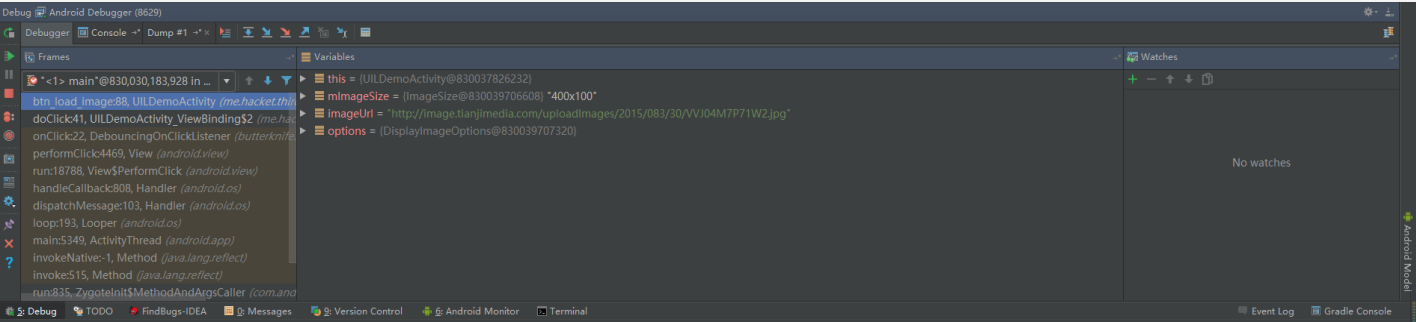 Debug Android Debugger (8629)
Debugger Console Dump #1
Frames
"<1> main"@830,030,183,928 in ...
btn_load_image:88, UILDemoActivity (me.hacket.thir
doClick:41, UILDemoActivity_ViewBinding$2 (me.hac
onClick:22, DebouncingOnClickListener (butterknife
performClick:4469, View (android.view)
run:18788, View$PerformClick (android.view)
handleCallback:808, Handler (android.os)
dispatchMessage:103, Handler (android.os)
loop:193, Looper (android.os)
main:5349, ActivityThread (android.app)
invokeNative:-1, Method (java.lang.reflect)
invoke:515, Method (java.lang.reflect)
run:835, ZygoteInit$MethodAndArgsCaller (com.and
Variables
this = {UILDemoActivity@830037826232}
mImageSize = {ImageSize@830039706608} "400x100"
imageUrl = "http://image.tianjimedia.com/uploadImages/2015/083/30/VVJ04M7P71W2.jpg"
options = {DisplayImageOptions@830039707320}
Watches
No watches
Android Model
5: Debug TODO FindBugs-IDEA 0: Messages 9: Version Control 6: Android Monitor Terminal Event Log Gradle Console